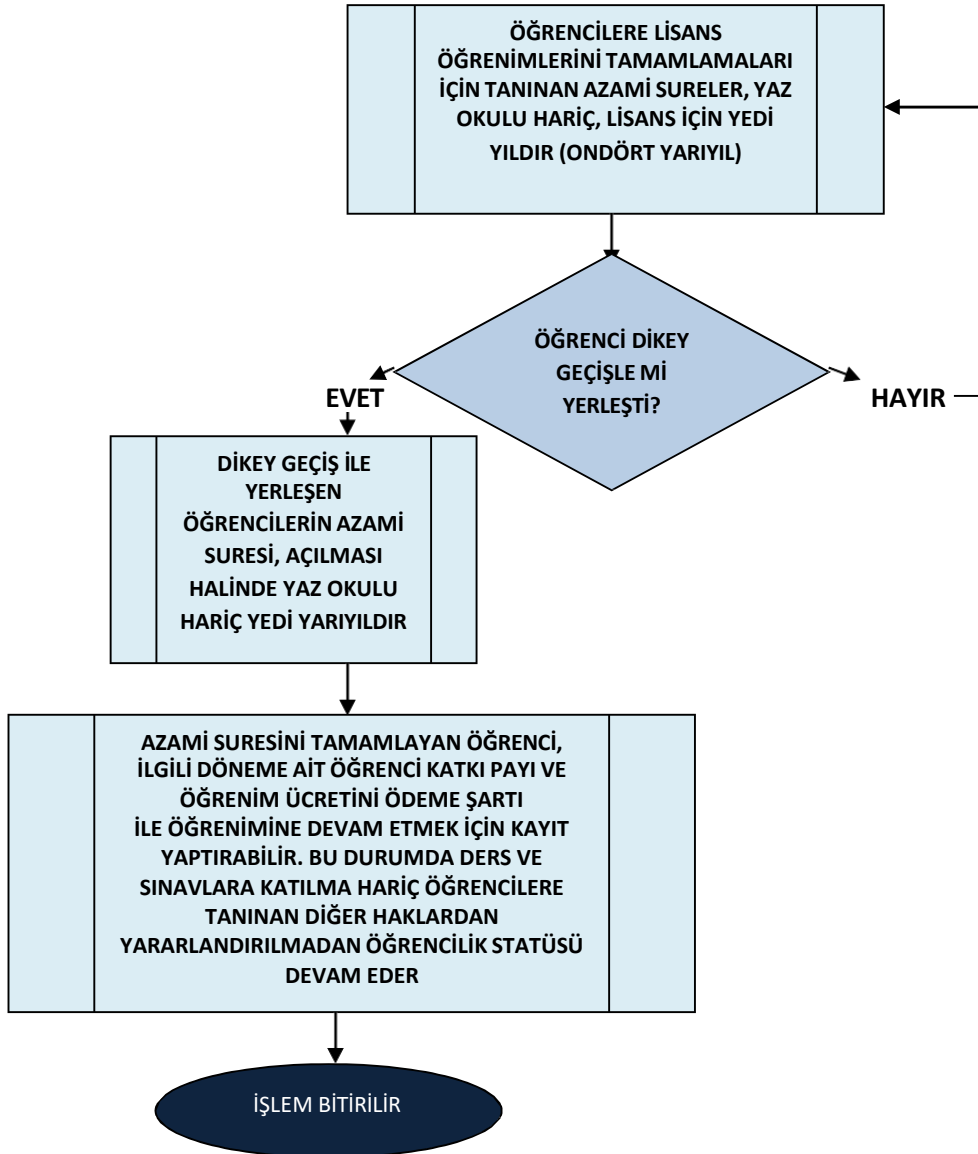 ÖĞRENCİLERE LİSANS
ÖĞRENİMLERİNİ TAMAMLAMALARI
İÇİN TANINAN AZAMİ SURELER, YAZ
OKULU HARİÇ, LİSANS İÇİN YEDİ
YILDIR (ONDÖRT YARIYIL)
ÖĞRENCİ DİKEY
GEÇİŞLE Mİ
YERLEŞTİ?
EVET
HAYIR
DİKEY GEÇİŞ İLE
YERLEŞEN
ÖĞRENCİLERİN AZAMİ
SURESİ, AÇILMASI
HALİNDE YAZ OKULU
HARİÇ YEDİ YARIYILDIR
AZAMİ SURESİNİ TAMAMLAYAN ÖĞRENCİ,
İLGİLİ DÖNEME AİT ÖĞRENCİ KATKI PAYI VE
ÖĞRENİM ÜCRETİNİ ÖDEME ŞARTI
İLE ÖĞRENİMİNE DEVAM ETMEK İÇİN KAYIT
YAPTIRABİLİR. BU DURUMDA DERS VE
SINAVLARA KATILMA HARİÇ ÖĞRENCİLERE
TANINAN DİĞER HAKLARDAN
YARARLANDIRILMADAN ÖĞRENCİLİK STATÜSÜ
DEVAM EDER
İŞLEM BİTİRİLİR